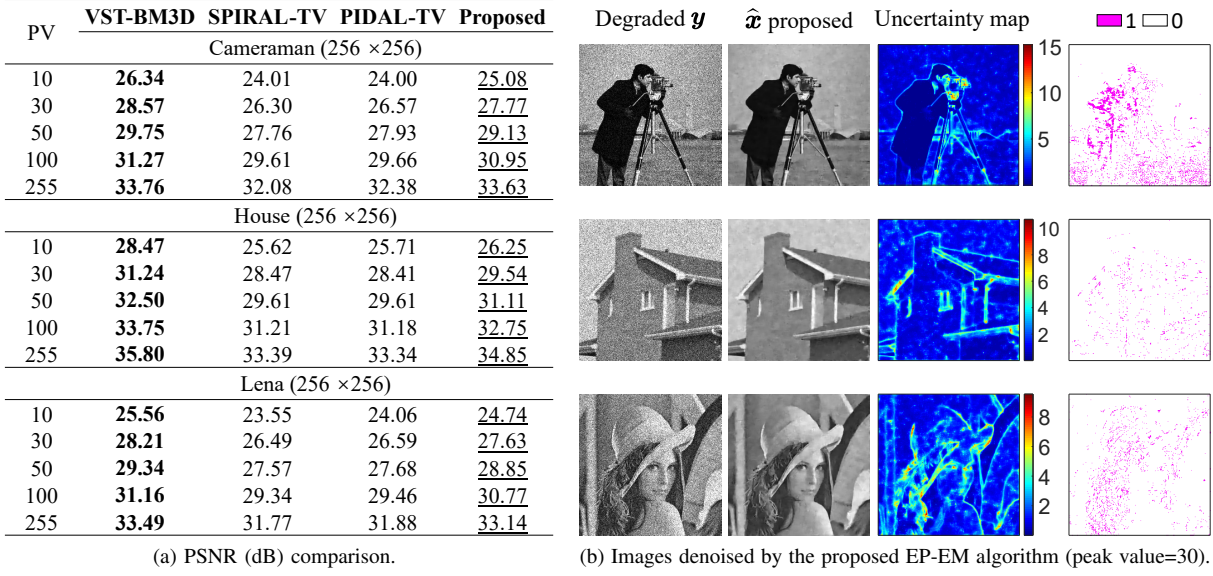 PV VST-BM3D SPIRAL-TV PIDAL-TV Proposed
Cameraman (256 ×256)
10 26.34 24.01 24.00 25.08
30 28.57 26.30 26.57 27.77
50 29.75 27.76 27.93 29.13
100 31.27 29.61 29.66 30.95
255 33.76 32.08 32.38 33.63
House (256 ×256)
10 28.47 25.62 25.71 26.25
30 31.24 28.47 28.41 29.54
50 32.50 29.61 29.61 31.11
100 33.75 31.21 31.18 32.75
255 35.80 33.39 33.34 34.85
Lena (256 ×256)
10 25.56 23.55 24.06 24.74
30 28.21 26.49 26.59 27.63
50 29.34 27.57 27.68 28.85
100 31.16 29.34 29.46 30.77
255 33.49 31.77 31.88 33.14
(a) PSNR (dB) comparison.
Degraded y x̂ proposed Uncertainty map 1 0
15
10
5
10
8
6
4
2
8
6
4
2
(b) Images denoised by the proposed EP-EM algorithm (peak value=30).